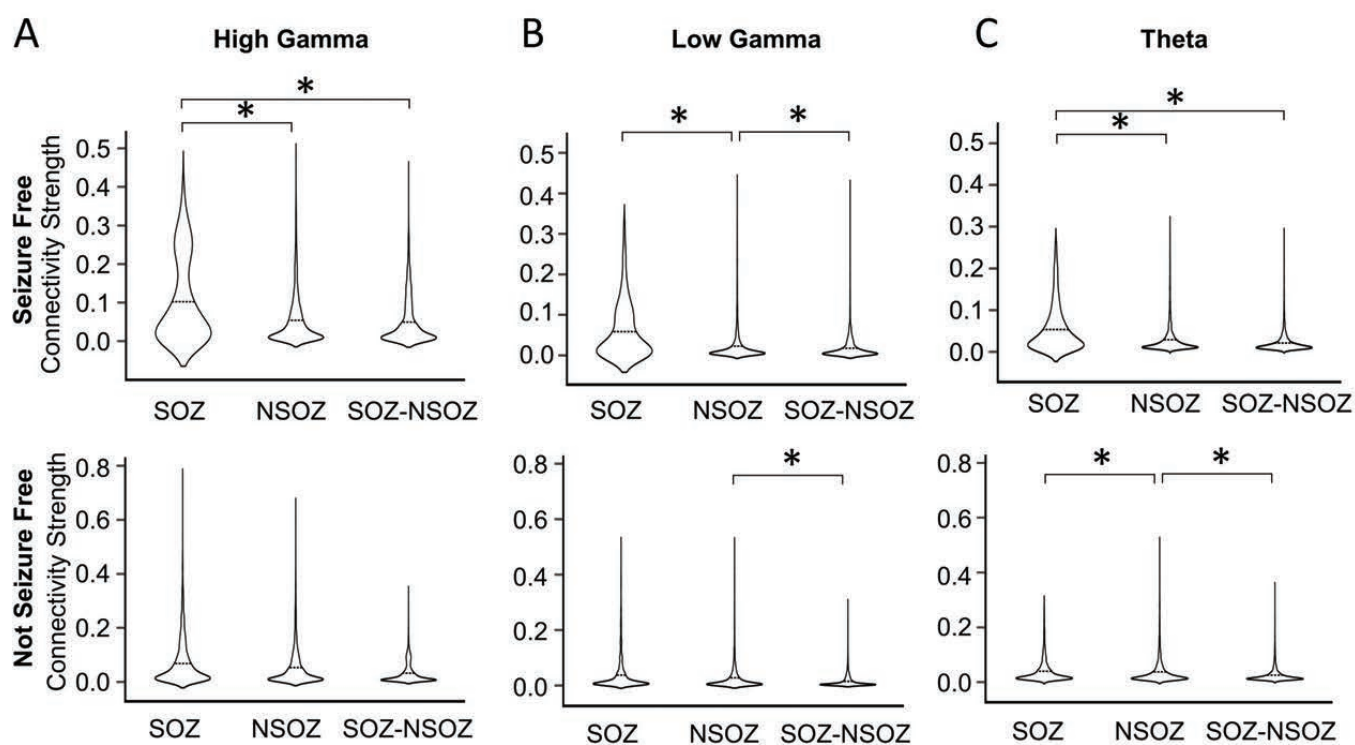 A High Gamma
B Low Gamma
C Theta
Seizure Free
Connectivity Strength
* *
0.5
0.4
0.3
0.2
0.1
0.0
SOZ NSOZ SOZ-NSOZ
* *
0.5
0.4
0.3
0.2
0.1
0.0
SOZ NSOZ SOZ-NSOZ
* *
0.5
0.4
0.3
0.2
0.1
0.0
SOZ NSOZ SOZ-NSOZ
Not Seizure Free
Connectivity Strength
0.8
0.6
0.4
0.2
0.0
SOZ NSOZ SOZ-NSOZ
*
0.8
0.6
0.4
0.2
0.0
SOZ NSOZ SOZ-NSOZ
* *
0.8
0.6
0.4
0.2
0.0
SOZ NSOZ SOZ-NSOZ